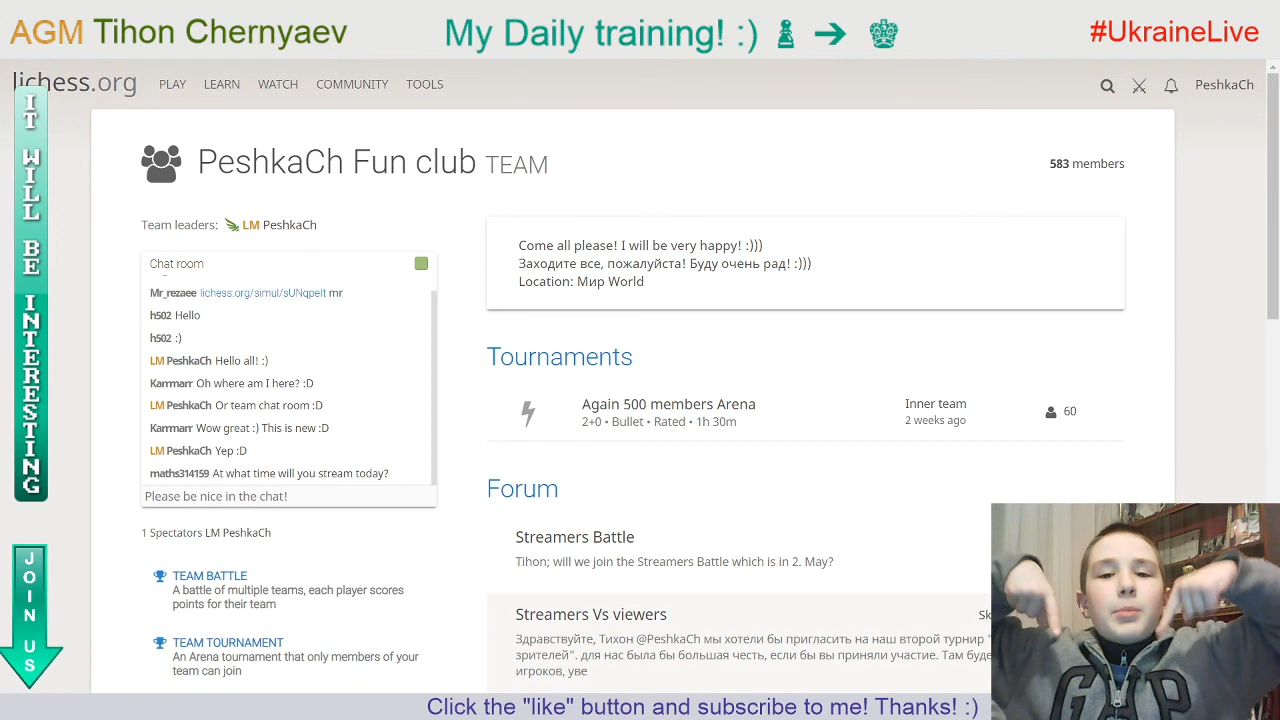 AGM Tihon Chernyaev
My Daily training! :)
#UkraineLive
lichess.org
PLAY
LEARN
WATCH
COMMUNITY
TOOLS
PeshkaCh
IT WILL BE INTERESTING
JOIN US
PeshkaCh Fun club TEAM
583 members
Team leaders: LM PeshkaCh
Chat room
Mr_rezaee lichess.org/simul/sUNqpeIt mr
h502 Hello
h502 :)
LM PeshkaCh Hello all! :)
Karrmarr Oh where am I here? :D
LM PeshkaCh Or team chat room :D
Karrmarr Wow great :) This is new :D
LM PeshkaCh Yep :D
maths314159 At what time will you stream today?
Please be nice in the chat!
1 Spectators LM PeshkaCh
TEAM BATTLE
A battle of multiple teams, each player scores
points for their team
TEAM TOURNAMENT
An Arena tournament that only members of your
team can join
Come all please! I will be very happy! :)))
Заходите все, пожалуйста! Буду очень рад! :)))
Location: Мир World
Tournaments
Again 500 members Arena
2+0 • Bullet • Rated • 1h 30m
Inner team
2 weeks ago
60
Forum
Streamers Battle
Tihon; will we join the Streamers Battle which is in 2. May?
Streamers Vs viewers
Sk
Здравствуйте, Тихон @PeshkaCh мы хотели бы пригласить на наш второй турнир "
зрителей". для нас была бы большая честь, если бы вы приняли участие. Там буде
игроков, уве
GAP
Click the "like" button and subscribe to me! Thanks! :)